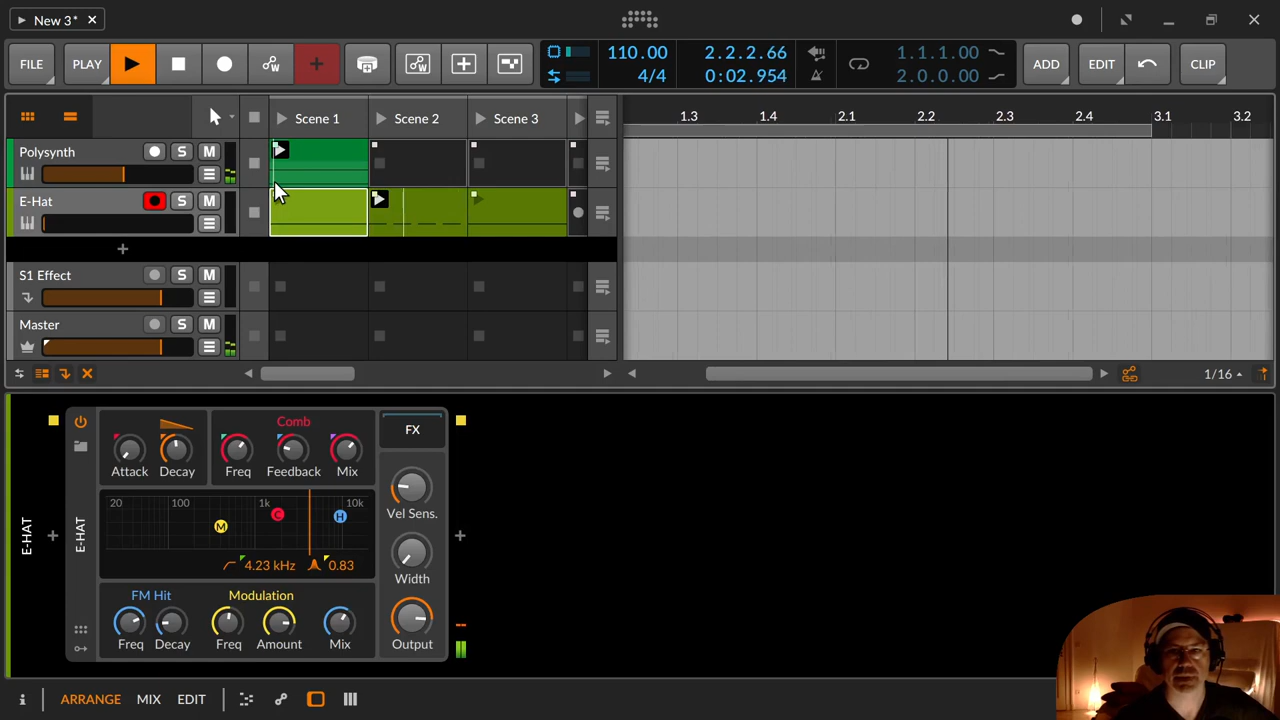 New 3*
FILE
PLAY
110.00
4/4
2.2.2.66
0:02.954
1.1.1.00
2.0.0.00
ADD
EDIT
CLIP
Scene 1
Scene 2
Scene 3
1.3
1.4
2.1
2.2
2.3
2.4
3.1
3.2
Polysynth
S
M
E-Hat
S
M
S1 Effect
S
M
Master
S
M
1/16
E-HAT
E-HAT
Attack
Decay
Comb
Freq
Feedback
Mix
FX
20
100
1k
10k
M
C
H
4.23 kHz
0.83
Vel Sens.
Width
FM Hit
Modulation
Freq
Decay
Freq
Amount
Mix
Output
i
ARRANGE
MIX
EDIT